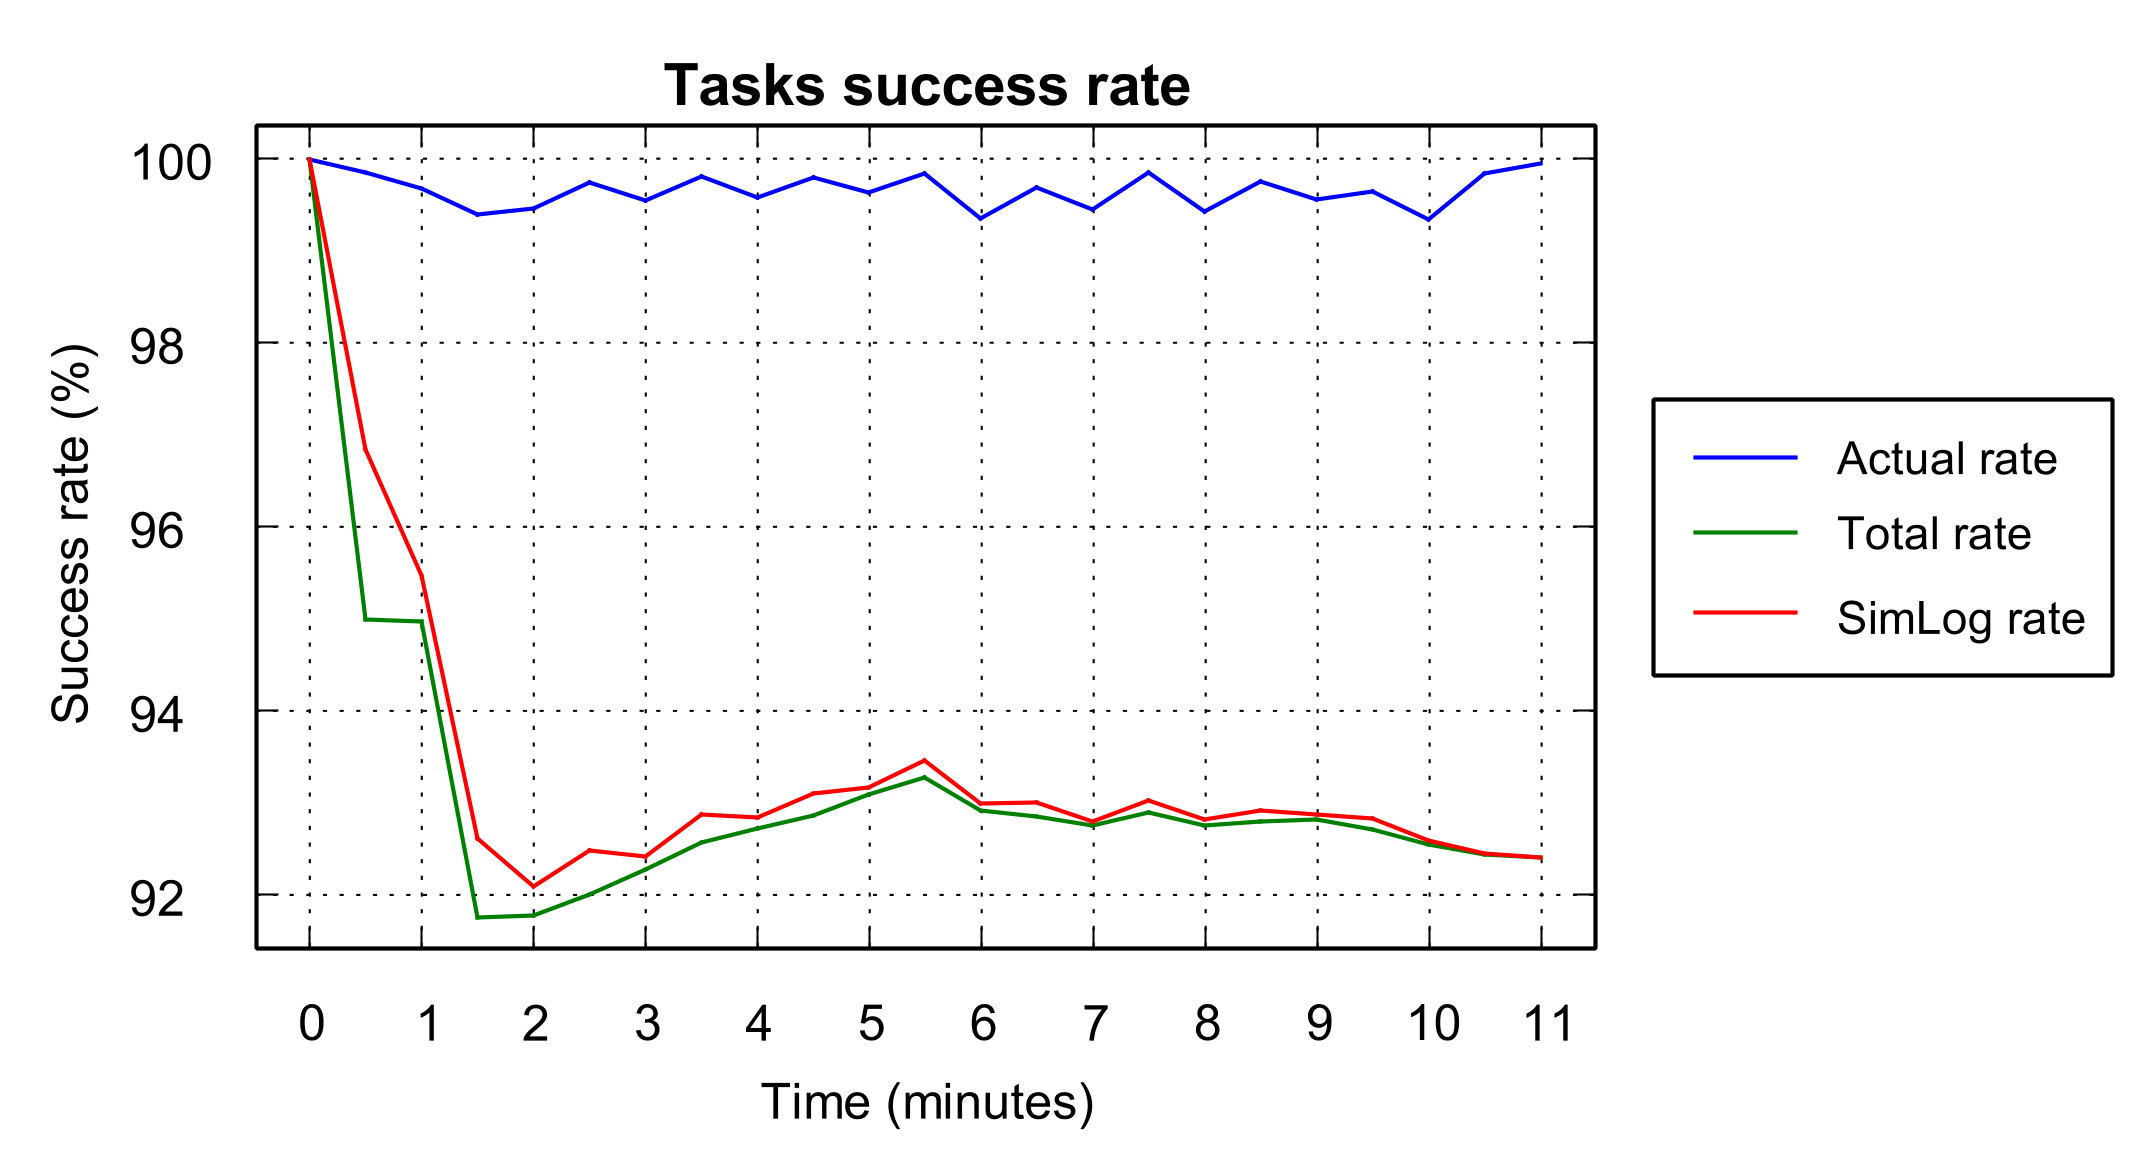 Tasks success rate
100
98
96
94
92
Success rate (%)
0 1 2 3 4 5 6 7 8 9 10 11
Time (minutes)
Actual rate
Total rate
SimLog rate